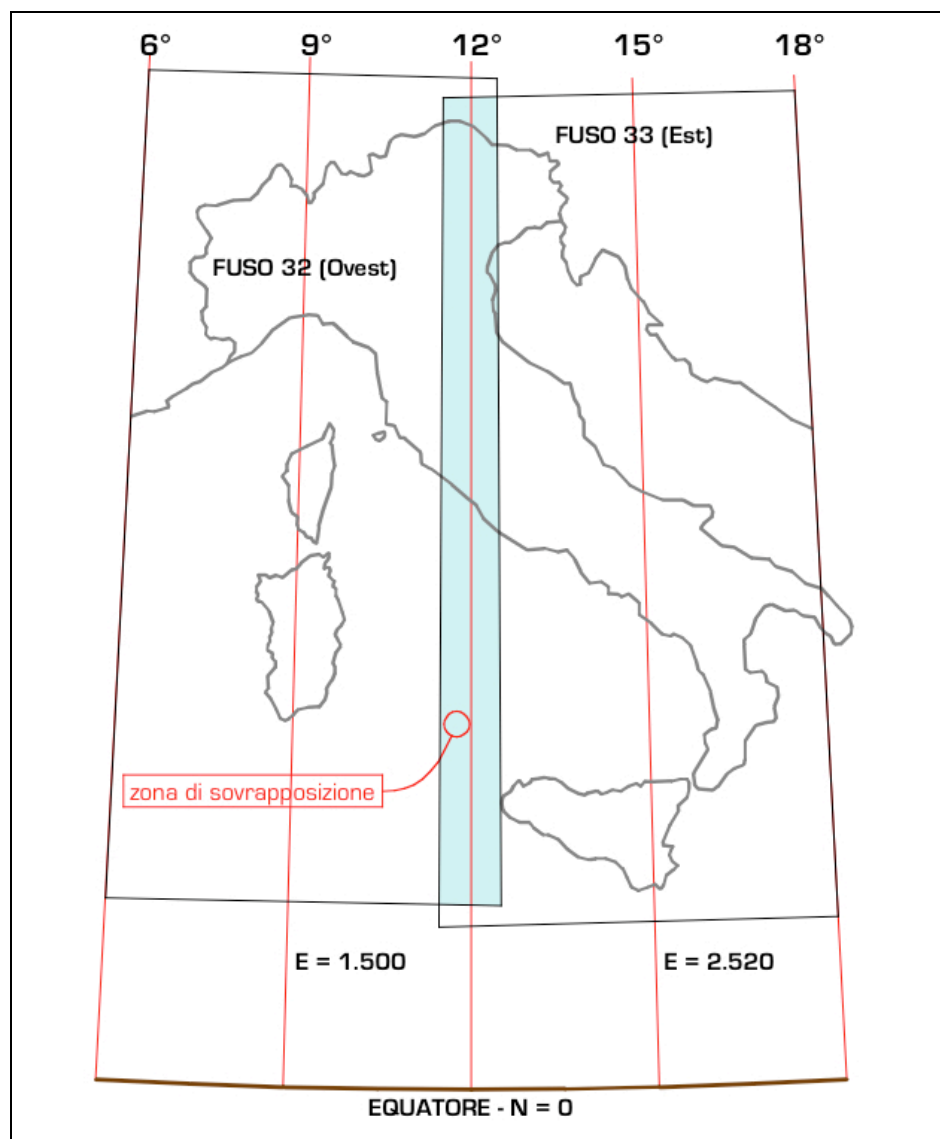 6° 9° 12° 15° 18°
FUSO 33 (Est)
FUSO 32 (Ovest)
zona di sovrapposizione
E = 1.500 E = 2.520
EQUATORE - N = 0